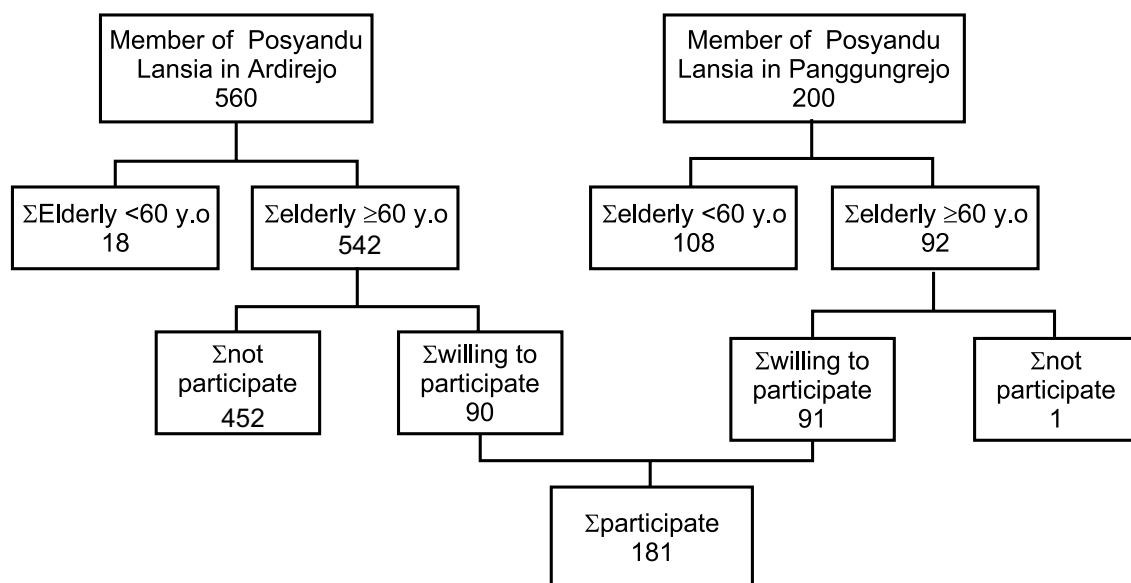 Member of Posyandu
Lansia in Ardirejo
560
Member of Posyandu
Lansia in Panggungrejo
200
ΣElderly <60 y.o
18
Σelderly ≥60 y.o
542
Σelderly <60 y.o
108
Σelderly ≥60 y.o
92
Σnot
participate
452
Σwilling to
participate
90
Σwilling to
participate
91
Σnot
participate
1
Σparticipate
181